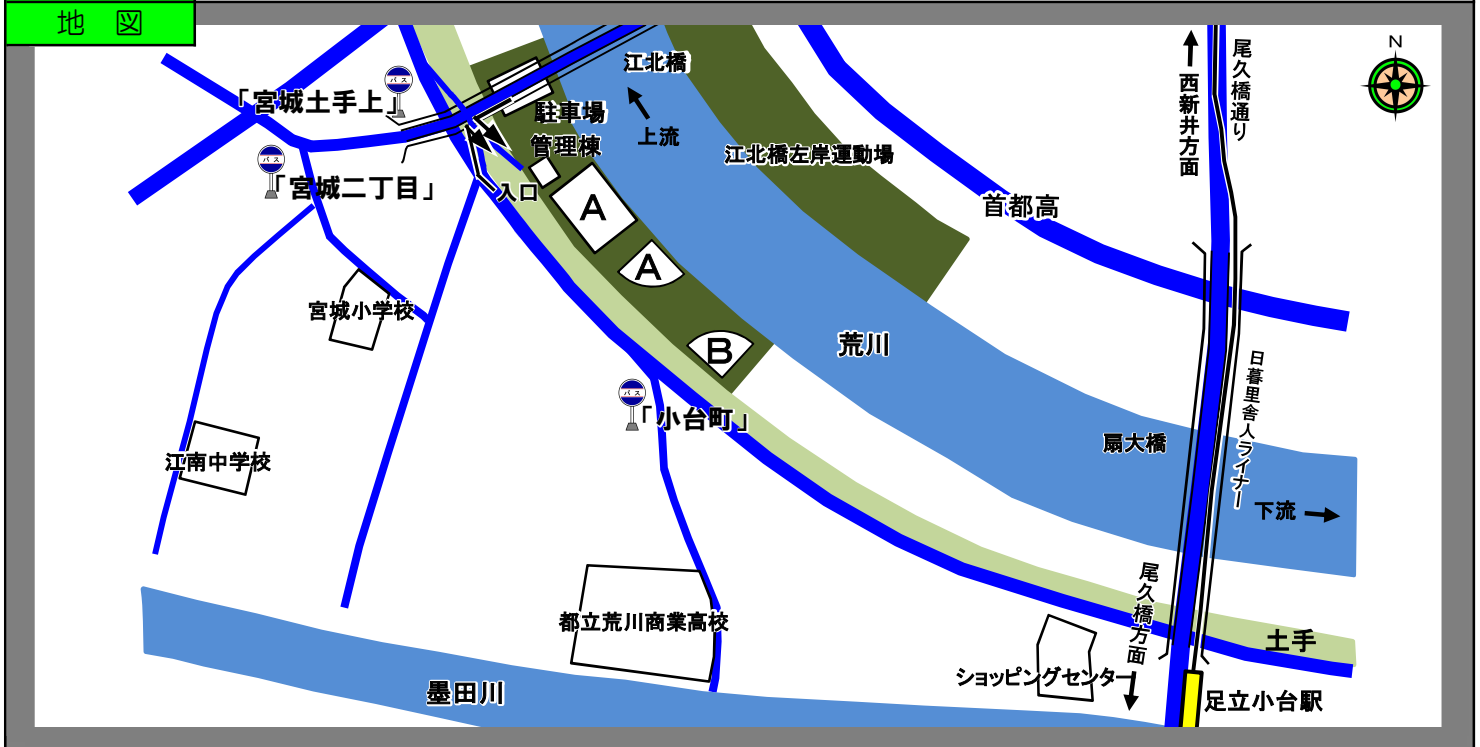 地 図
N
江北橋
尾久橋通り
西新井方面
バス
「宮城土手上」
駐車場
上流
管理棟
江北橋左岸運動場
バス
「宮城二丁目」
入口
A
首都高
A
宮城小学校
B
荒川
日暮里舎人ライナー
バス
「小台町」
扇大橋
江南中学校
下流
尾久橋方面
都立荒川商業高校
土手
ショッピングセンター
墨田川
足立小台駅